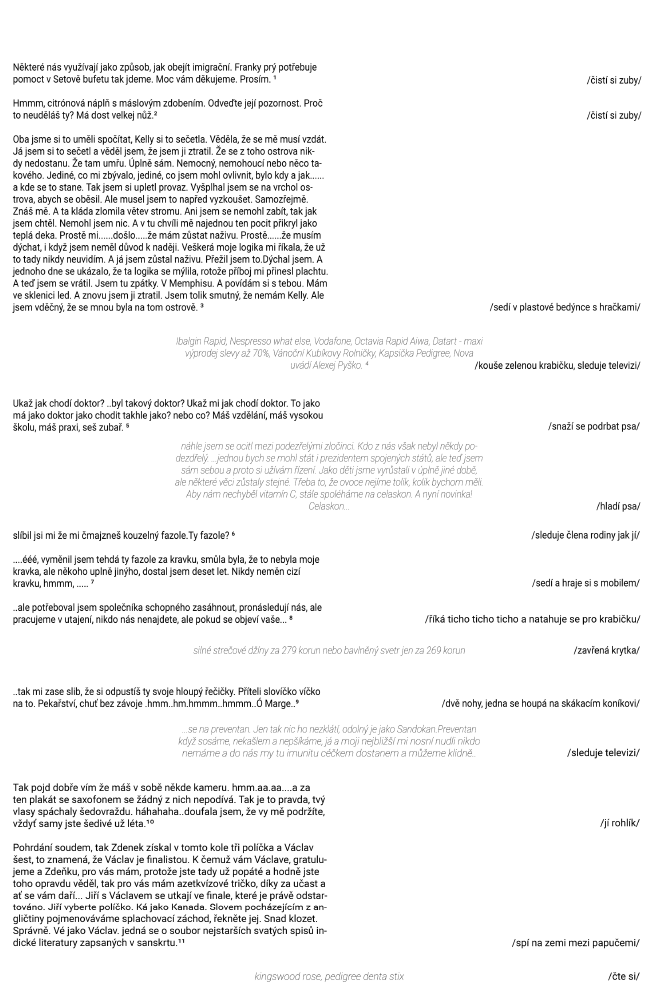 Některé nás využívají jako způsob, jak obejít imigrační. Franky prý potřebuje
pomoct v Setově bufetu tak jdeme. Moc vám děkujeme. Prosím. ¹
/čistí si zuby/
Hmmm, citrónová náplň s máslovým zdobením. Odveďte její pozornost. Proč
to neuděláš ty? Má dost velkej nůž.²
/čistí si zuby/
Oba jsme si to uměli spočítat, Kelly si to sečetla. Věděla, že se mě musí vzdát.
Já jsem si to sečetl a věděl jsem, že jsem ji ztratil. Že se z toho ostrova nik-
dy nedostanu. Že tam umřu. Úplně sám. Nemocný, nemohoucí nebo něco ta-
kového. Jediné, co mi zbývalo, jediné, co jsem mohl ovlivnit, bylo kdy a jak......
a kde se to stane. Tak jsem si upletl provaz. Vyšplhal jsem se na vrchol os-
trova, abych se oběsil. Ale musel jsem to napřed vyzkoušet. Samozřejmě.
Znáš mě. A ta kláda zlomila větev stromu. Ani jsem se nemohl zabít, tak jak
jsem chtěl. Nemohl jsem nic. A v tu chvíli mě najednou ten pocit přikryl jako
teplá deka. Prostě mi......došlo....že mám zůstat naživu. Prostě.....že musím
dýchat, i když jsem neměl důvod k naději. Veškerá moje logika mi říkala, že už
to tady nikdy neuvidím. A já jsem zůstal naživu. Přežil jsem to.Dýchal jsem. A
jednoho dne se ukázalo, že ta logika se mýlila, rotože příboj mi přinesl plachtu.
A teď jsem se vrátil. Jsem tu zpátky. V Memphisu. A povídám si s tebou. Mám
ve sklenici led. A znovu jsem ji ztratil. Jsem tolik smutný, že nemám Kelly. Ale
jsem vděčný, že se mnou byla na tom ostrově. ³
/sedí v plastové bedýnce s hračkami/
Ibalgin Rapid, Nespresso what else, Vodafone, Octavia Rapid Aiwa, Datart - maxi
výprodej slevy až 70%, Vánoční Kubíkovy Rolničky, Kapsička Pedigree, Nova
uvádí Alexej Pyško. ⁴
/kouše zelenou krabičku, sleduje televizi/
Ukaž jak chodí doktor? ..byl takový doktor? Ukaž mi jak chodí doktor. To jako
má jako doktor jako chodit takhle jako? nebo co? Máš vzdělání, máš vysokou
školu, máš praxi, seš zubař. ⁵
/snaží se podrbat psa/
náhle jsem se ocitl mezi podezřelými zločinci. Kdo z nás však nebyl někdy po-
dezdřelý....jednou bych se mohl stát i prezidentem spojených států, ale teď jsem
sám sebou a proto si užívám řízení. Jako děti jsme vyrůstali v úplně jiné době,
ale některé věci zůstaly stejné. Třeba to, že ovoce nejíme tolik, kolik bychom měli.
Aby nám nechyběl vitamín C, stále spoléháme na celaskon. A nyní novinka!
Celaskon...
/hladí psa/
slíbil jsi mi že mi čmajzneš kouzelný fazole.Ty fazole? ⁶
/sleduje člena rodiny jak jí/
....ééé, vyměnil jsem tehdá ty fazole za kravku, smůla byla, že to nebyla moje
kravka, ale někoho uplně jinýho, dostal jsem deset let. Nikdy neměn cizí
kravku, hmmm, ..... ⁷
/sedí a hraje si s mobilem/
..ale potřeboval jsem společníka schopného zasáhnout, pronásledují nás, ale
pracujeme v utajení, nikdo nás nenajdete, ale pokud se objeví vaše... ⁸
/říká ticho ticho ticho a natahuje se pro krabičku/
silné strečové džíny za 279 korun nebo bavlněný svetr jen za 269 korun
/zavřená krytka/
..tak mi zase slib, že si odpustíš ty svoje hloupý řečičky. Příteli slovíčko víčko
na to. Pekařství, chuť bez závoje .hmm..hm.hmmm..hmmm..Ó Marge..⁹
/dvě nohy, jedna se houpá na skákacím koníkovi/
...se na preventan. Jen tak nic ho nezklátí, odolný je jako Sandokan.Preventan
když sosáme, nekašlem a nepšíkáme, já a moji nejbližší mi nosní nudli nikdo
nemáme a do nás my tu imunitu céčkem dostanem a můžeme klidně..
/sleduje televizi/
Tak pojd dobře vím že máš v sobě někde kameru. hmm.aa.aa....a za
ten plakát se saxofonem se žádný z nich nepodívá. Tak je to pravda, tvý
vlasy spáchaly šedovraždu. háhahaha..doufala jsem, že vy mě podržíte,
vždyť samy jste šedivé už léta.¹⁰
/jí rohlík/
Pohrdání soudem, tak Zdenek získal v tomto kole tři políčka a Václav
šest, to znamená, že Václav je finalistou. K čemuž vám Václave, gratulu-
jeme a Zdeňku, pro vás mám, protože jste tady už popáté a hodně jste
toho opravdu věděl, tak pro vás mám azetkvízové tričko, díky za účast a
ať se vám daří... Jiří s Václavem se utkají ve finale, které je právě odstar-
továno. Jiří vyberte políčko. Ká jako Kanada. Slovem pocházejícím z an-
gličtiny pojmenováváme splachovací záchod, řekněte jej. Snad klozet.
Správně. Vé jako Václav. jedná se o soubor nejstarších svatých spisů in-
dické literatury zapsaných v sanskrtu.¹¹
/spí na zemi mezi papučemi/
kingswood rose, pedigree denta stix
/čte si/